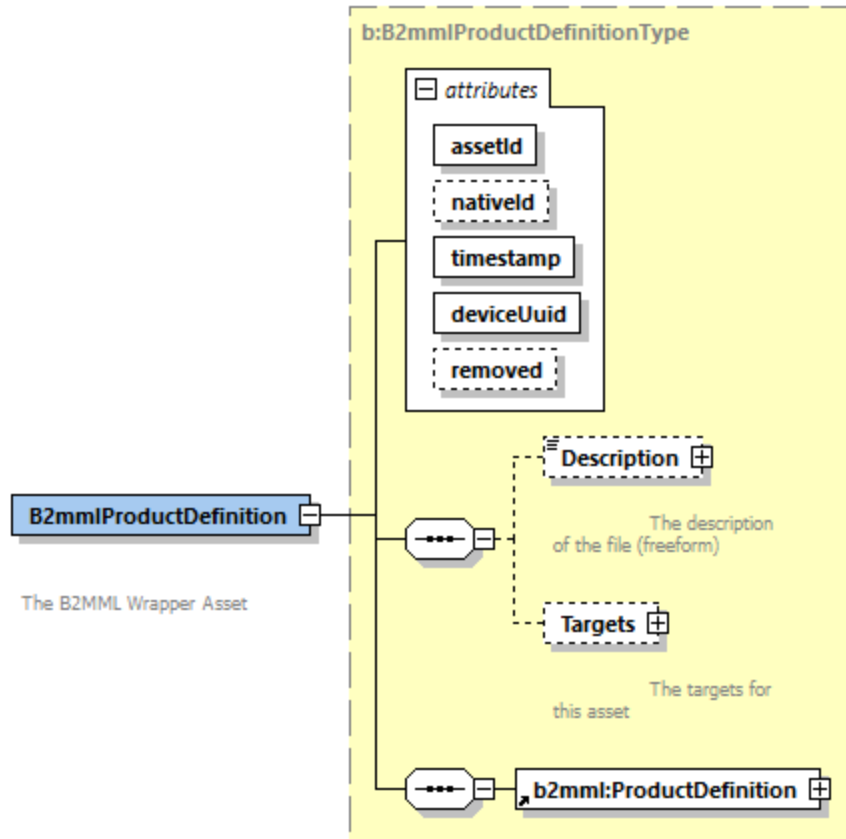 b:B2mmlProductDefinitionType
attributes
assetId
nativeId
timestamp
deviceUuid
removed
Description
The description
of the file (freeform)
B2mmlProductDefinition
The B2MML Wrapper Asset
Targets
The targets for
this asset
b2mml:ProductDefinition